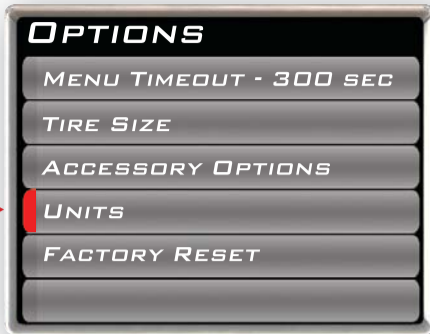 OPTIONS
MENU TIMEOUT - 300 SEC
TIRE SIZE
ACCESSORY OPTIONS
UNITS
FACTORY RESET